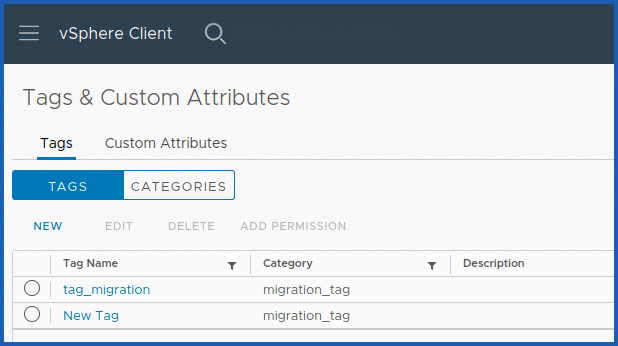 vSphere Client
Tags & Custom Attributes
Tags Custom Attributes
TAGS CATEGORIES
NEW EDIT DELETE ADD PERMISSION
Tag Name Category Description
tag_migration migration_tag
New Tag migration_tag